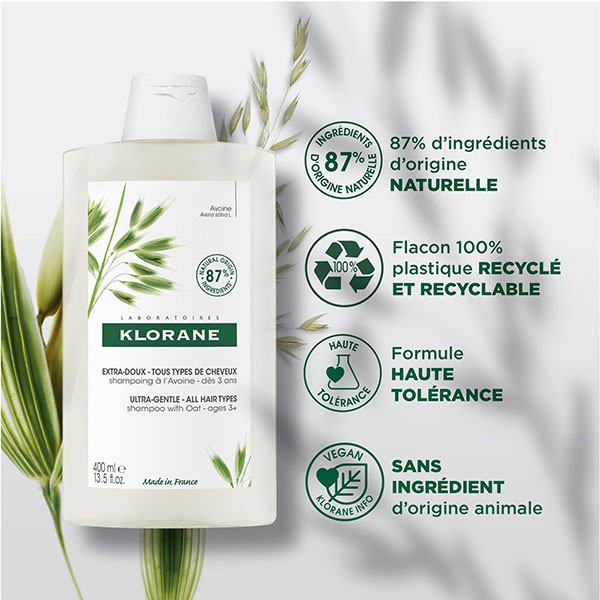 Avoine
Avena sativa L.
NATURAL ORIGIN
87%
INGREDIENTS
LABORATOIRES
KLORANE
EXTRA-DOUX - TOUS TYPES DE CHEVEUX
shampoing à l'Avoine - dès 3 ans
ULTRA-GENTLE - ALL HAIR TYPES
shampoo with Oat - ages 3+
400 ml e
13.5 fl.oz.
Made in France
INGRÉDIENTS
87%
D'ORIGINE NATURELLE
87% d'ingrédients
d'origine
NATURELLE
100%
Flacon 100%
plastique RECYCLÉ
ET RECYCLABLE
HAUTE
TOLÉRANCE
Formule
HAUTE
TOLÉRANCE
VEGAN
KLORANE INFO
SANS
INGRÉDIENT
d'origine animale